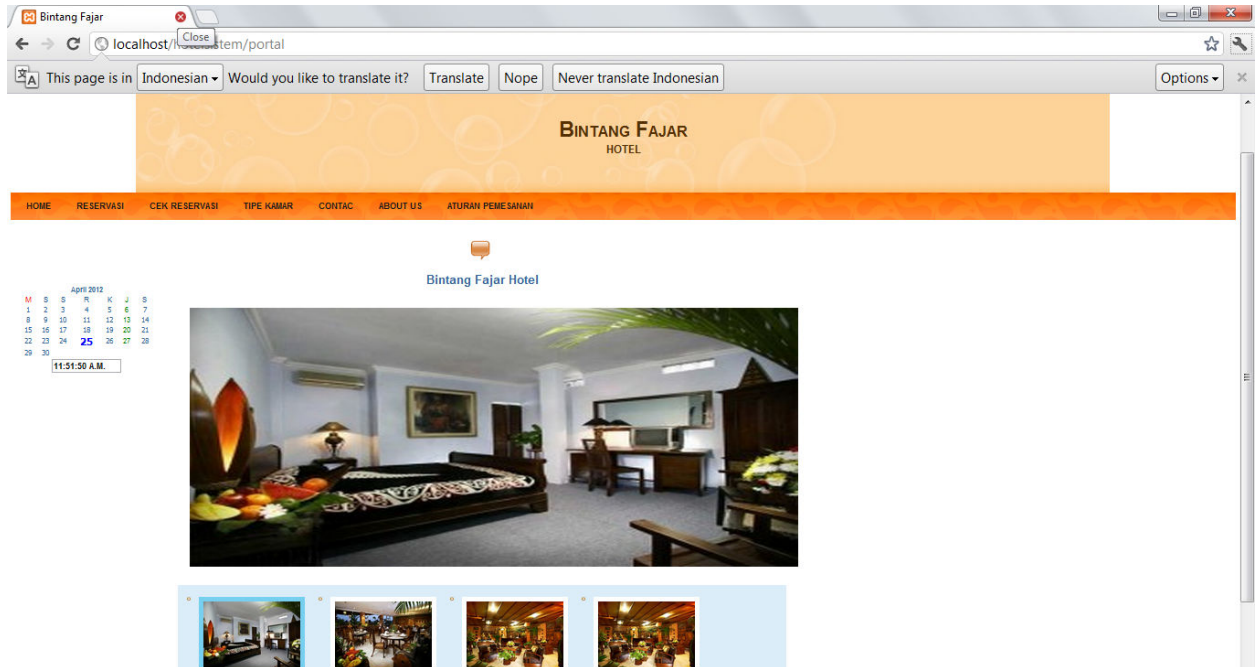 Bintang Fajar
Close
localhost/hotelsistem/portal
This page is in Indonesian Would you like to translate it? Translate Nope Never translate Indonesian Options
BINTANG FAJAR
HOTEL
HOME RESERVASI CEK RESERVASI TIPE KAMAR CONTAC ABOUT US ATURAN PEMESANAN
Bintang Fajar Hotel
April 2012
M S S R K J S
1 2 3 4 5 6 7
8 9 10 11 12 13 14
15 16 17 18 19 20 21
22 23 24 25 26 27 28
29 30
11:51:50 A.M.